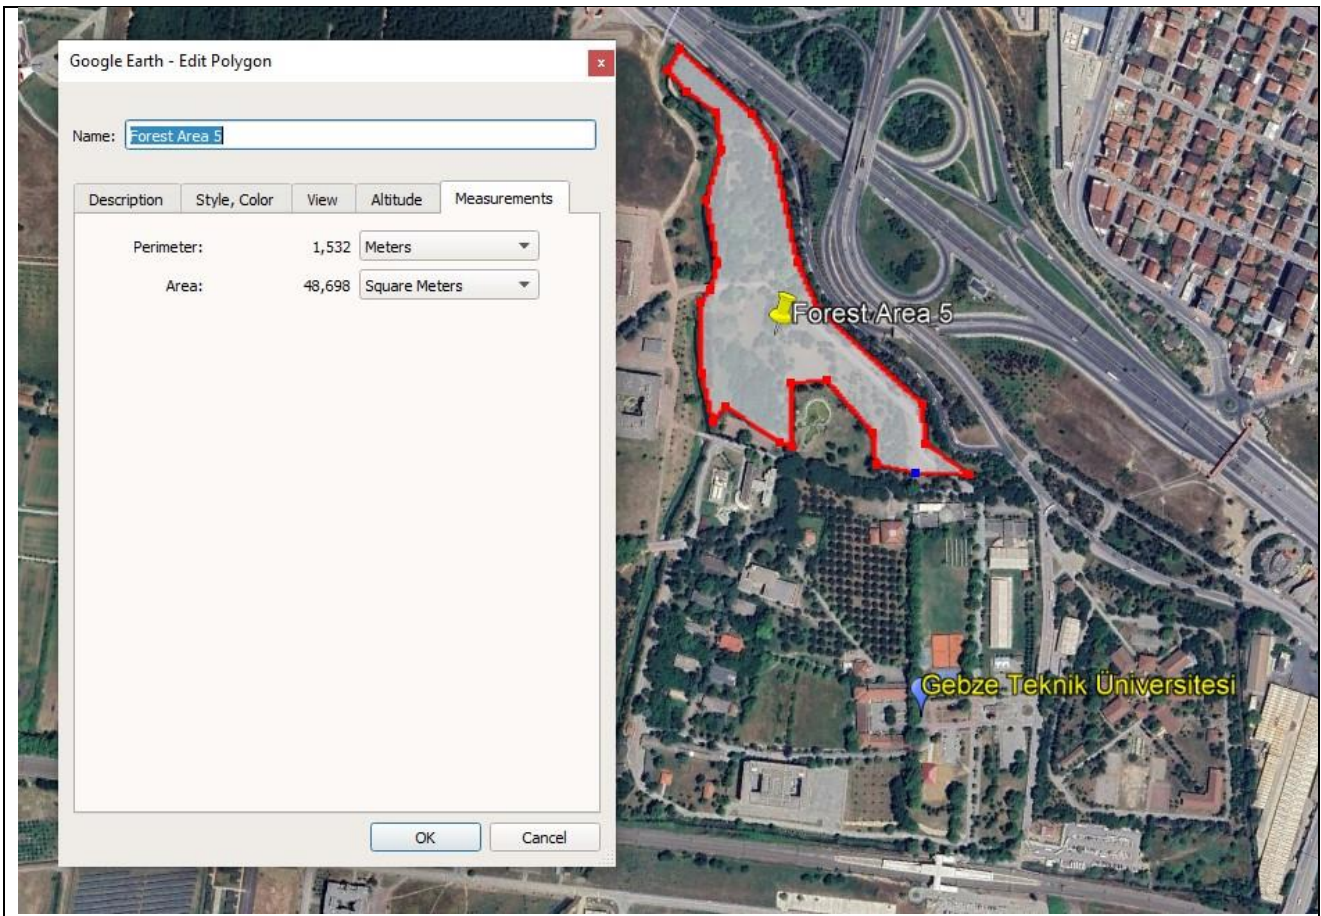 Google Earth - Edit Polygon
x
Name: Forest Area 5
Description Style, Color View Altitude Measurements
Perimeter: 1,532 Meters
Area: 48,698 Square Meters
OK Cancel
Forest Area 5
Gebze Teknik Üniversitesi